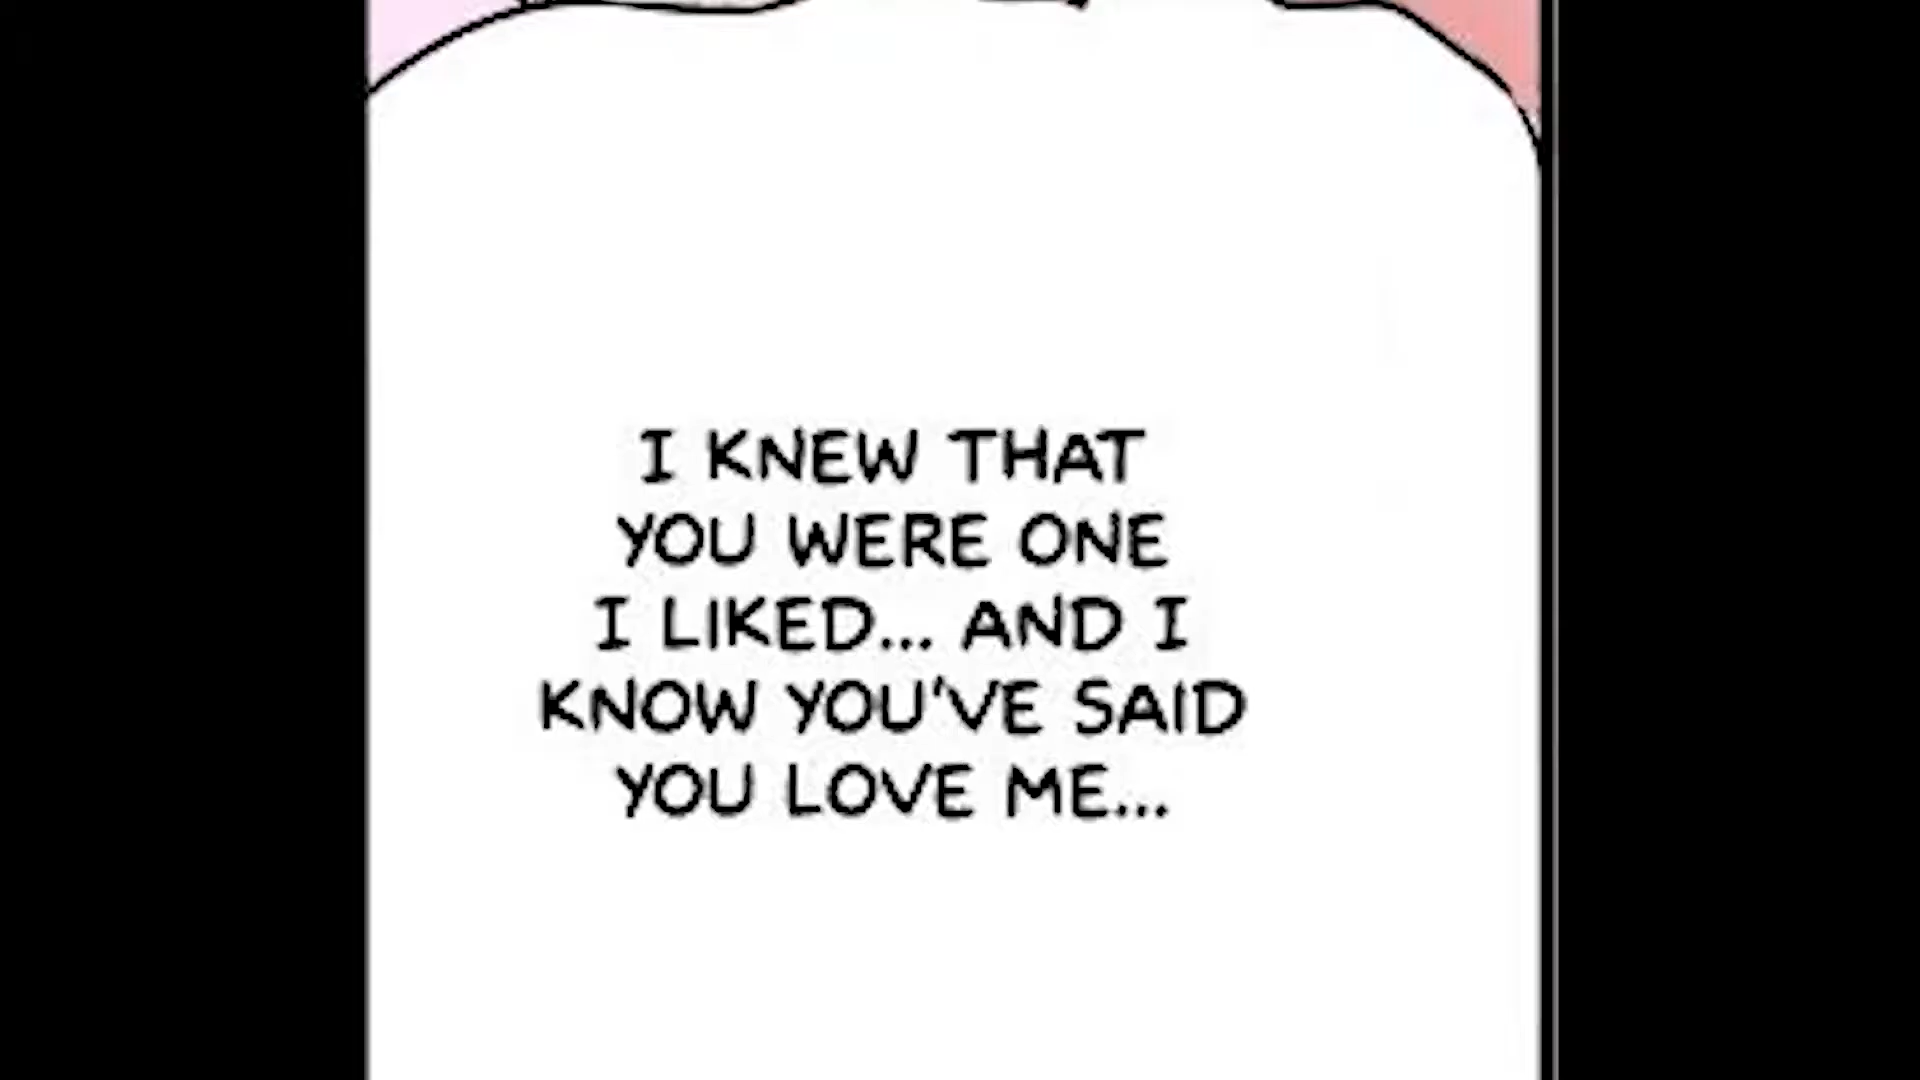 I KNEW THAT
YOU WERE ONE
I LIKED... AND I
KNOW YOU'VE SAID
YOU LOVE ME...